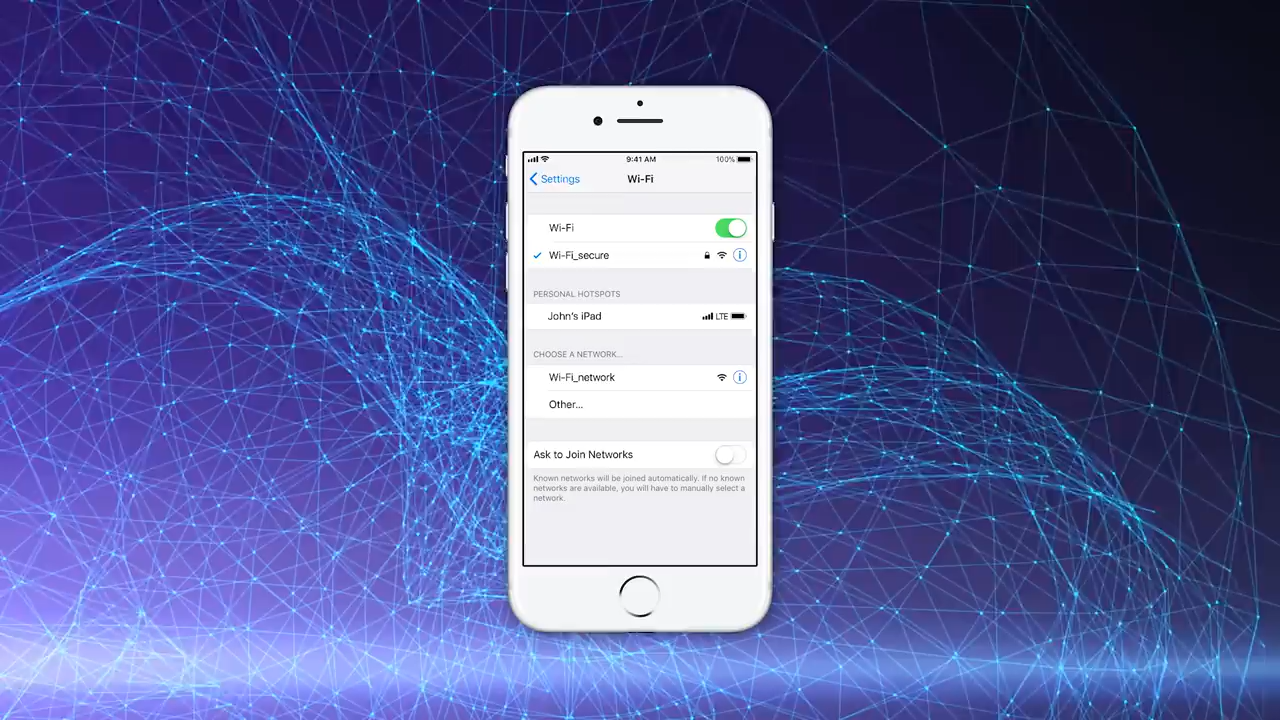 9:41 AM 100%
Settings Wi-Fi
Wi-Fi
Wi-Fi_secure
PERSONAL HOTSPOTS
John's iPad LTE
CHOOSE A NETWORK...
Wi-Fi_network
Other...
Ask to Join Networks
Known networks will be joined automatically. If no known
networks are available, you will have to manually select a
network.